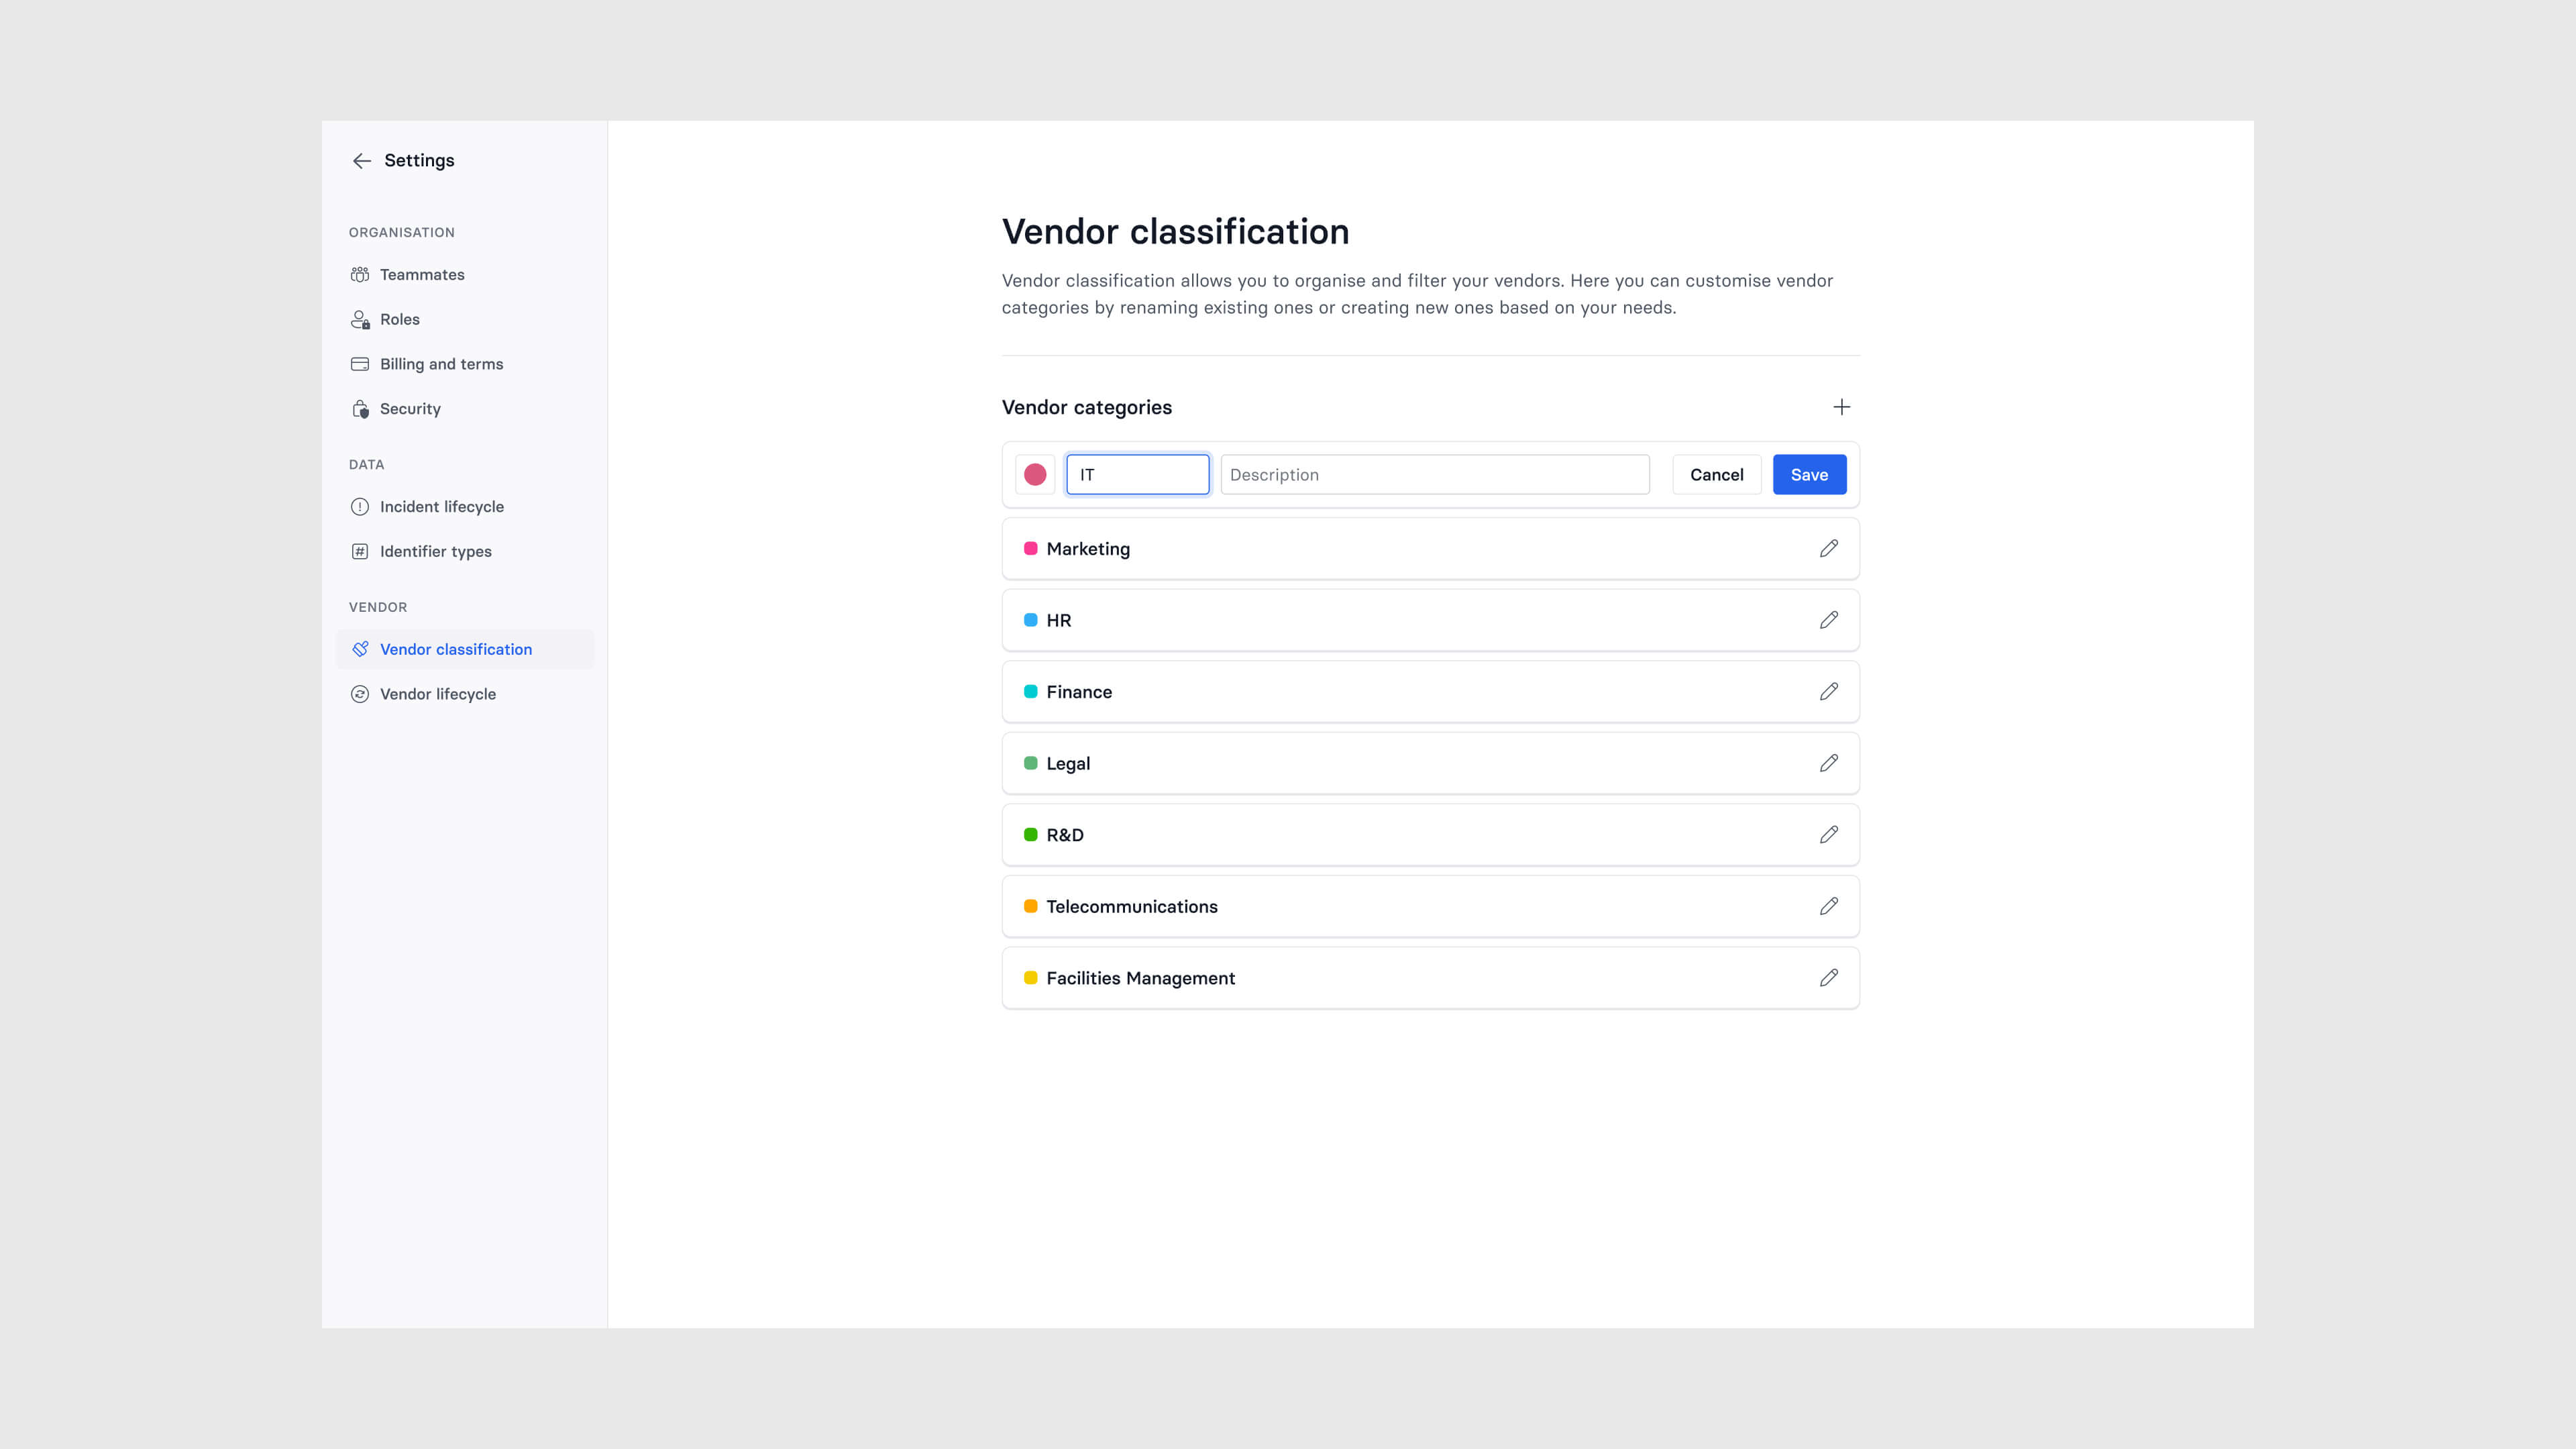 Settings
ORGANISATION
Teammates
Roles
Billing and terms
Security
DATA
Incident lifecycle
Identifier types
VENDOR
Vendor classification
Vendor lifecycle
Vendor classification
Vendor classification allows you to organise and filter your vendors. Here you can customise vendor
categories by renaming existing ones or creating new ones based on your needs.
Vendor categories
IT Description Cancel Save
Marketing
HR
Finance
Legal
R&D
Telecommunications
Facilities Management